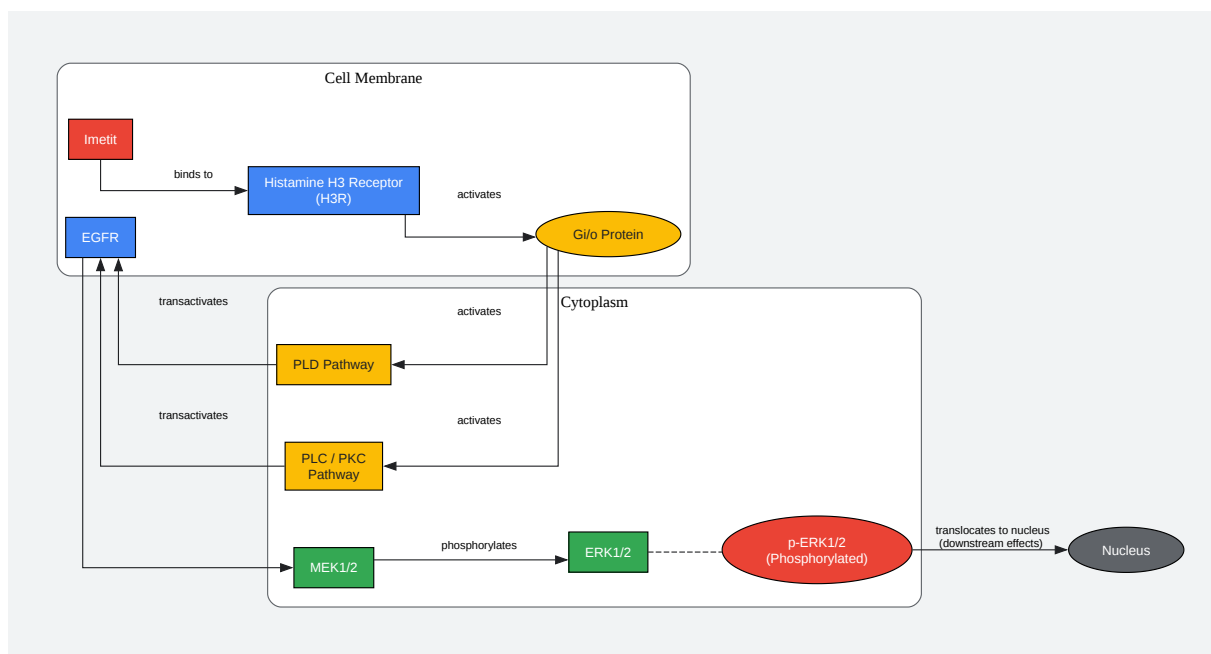 Cell Membrane
Imetit
binds to
Histamine H3 Receptor
(H3R)
activates
EGFR
Gi/o Protein
transactivates
Cytoplasm
activates
PLD Pathway
transactivates
activates
PLC / PKC
Pathway
phosphorylates
MEK1/2
ERK1/2
p-ERK1/2
(Phosphorylated)
translocates to nucleus
(downstream effects)
Nucleus